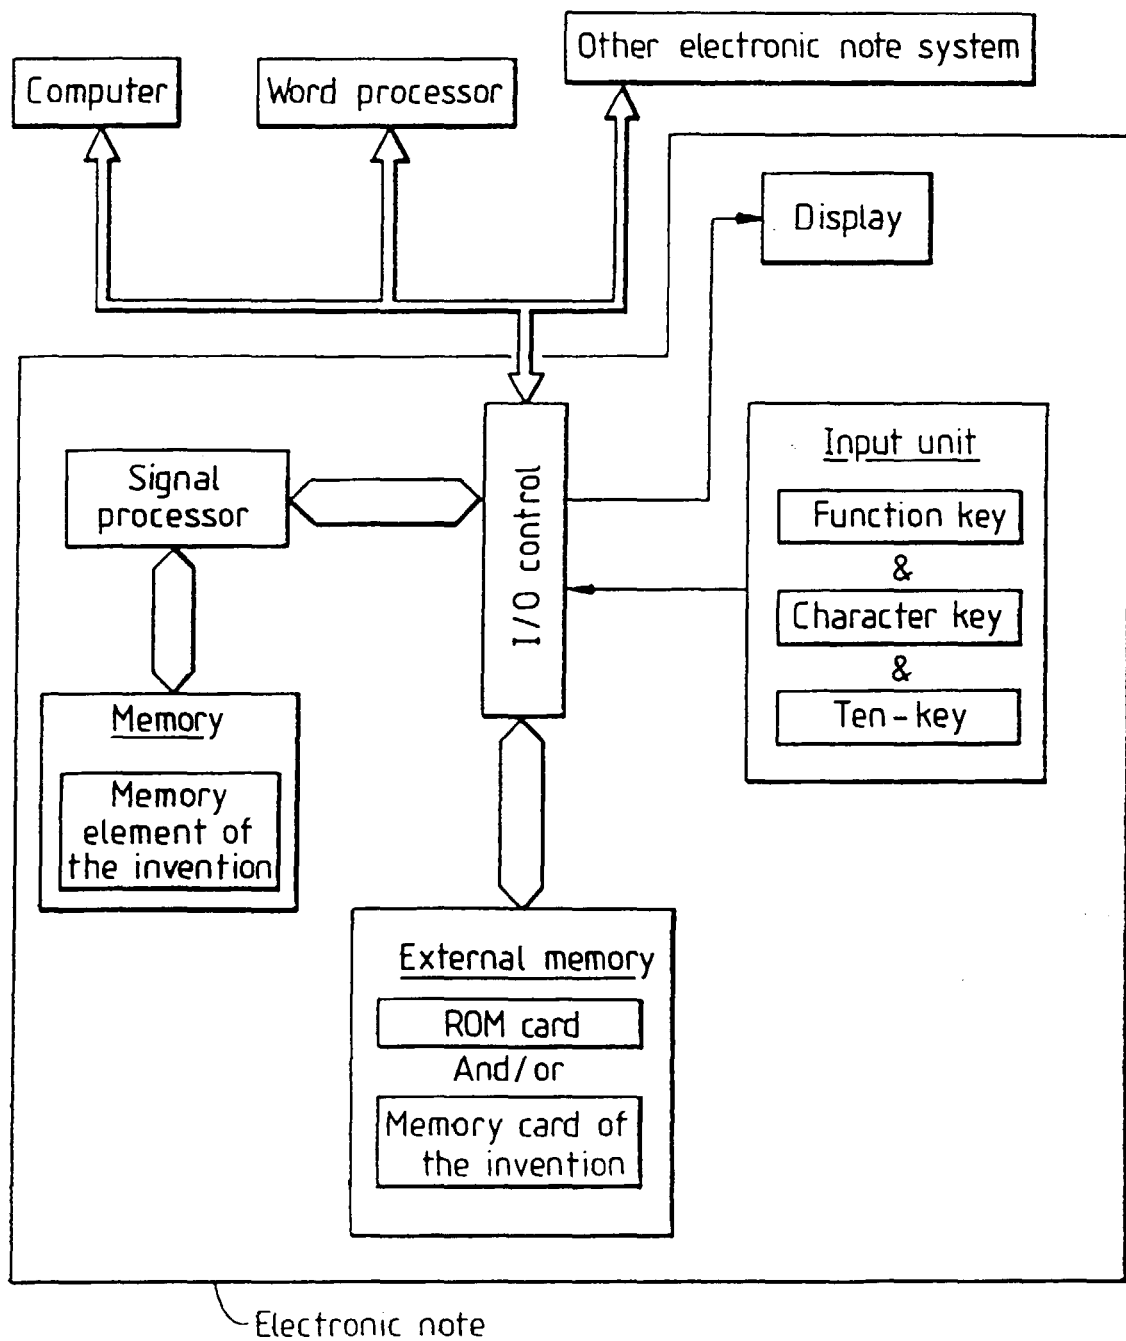 Other electronic note system
Computer
Word processor
Display
Input unit
Function key
&
Character key
&
Ten-key
Signal
processor
I/O control
Memory
Memory
element of
the invention
External memory
ROM card
And/or
Memory card of
the invention
Electronic note